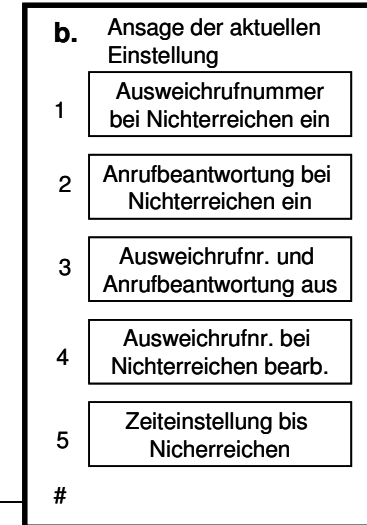 b. Ansage der aktuellen
Einstellung
1 Ausweichrufnummer
bei Nichterreichen ein
2 Anrufbeantwortung bei
Nichterreichen ein
3 Ausweichrufnr. und
Anrufbeantwortung aus
4 Ausweichrufnr. bei
Nichterreichen bearb.
5 Zeiteinstellung bis
Nicherreichen
#